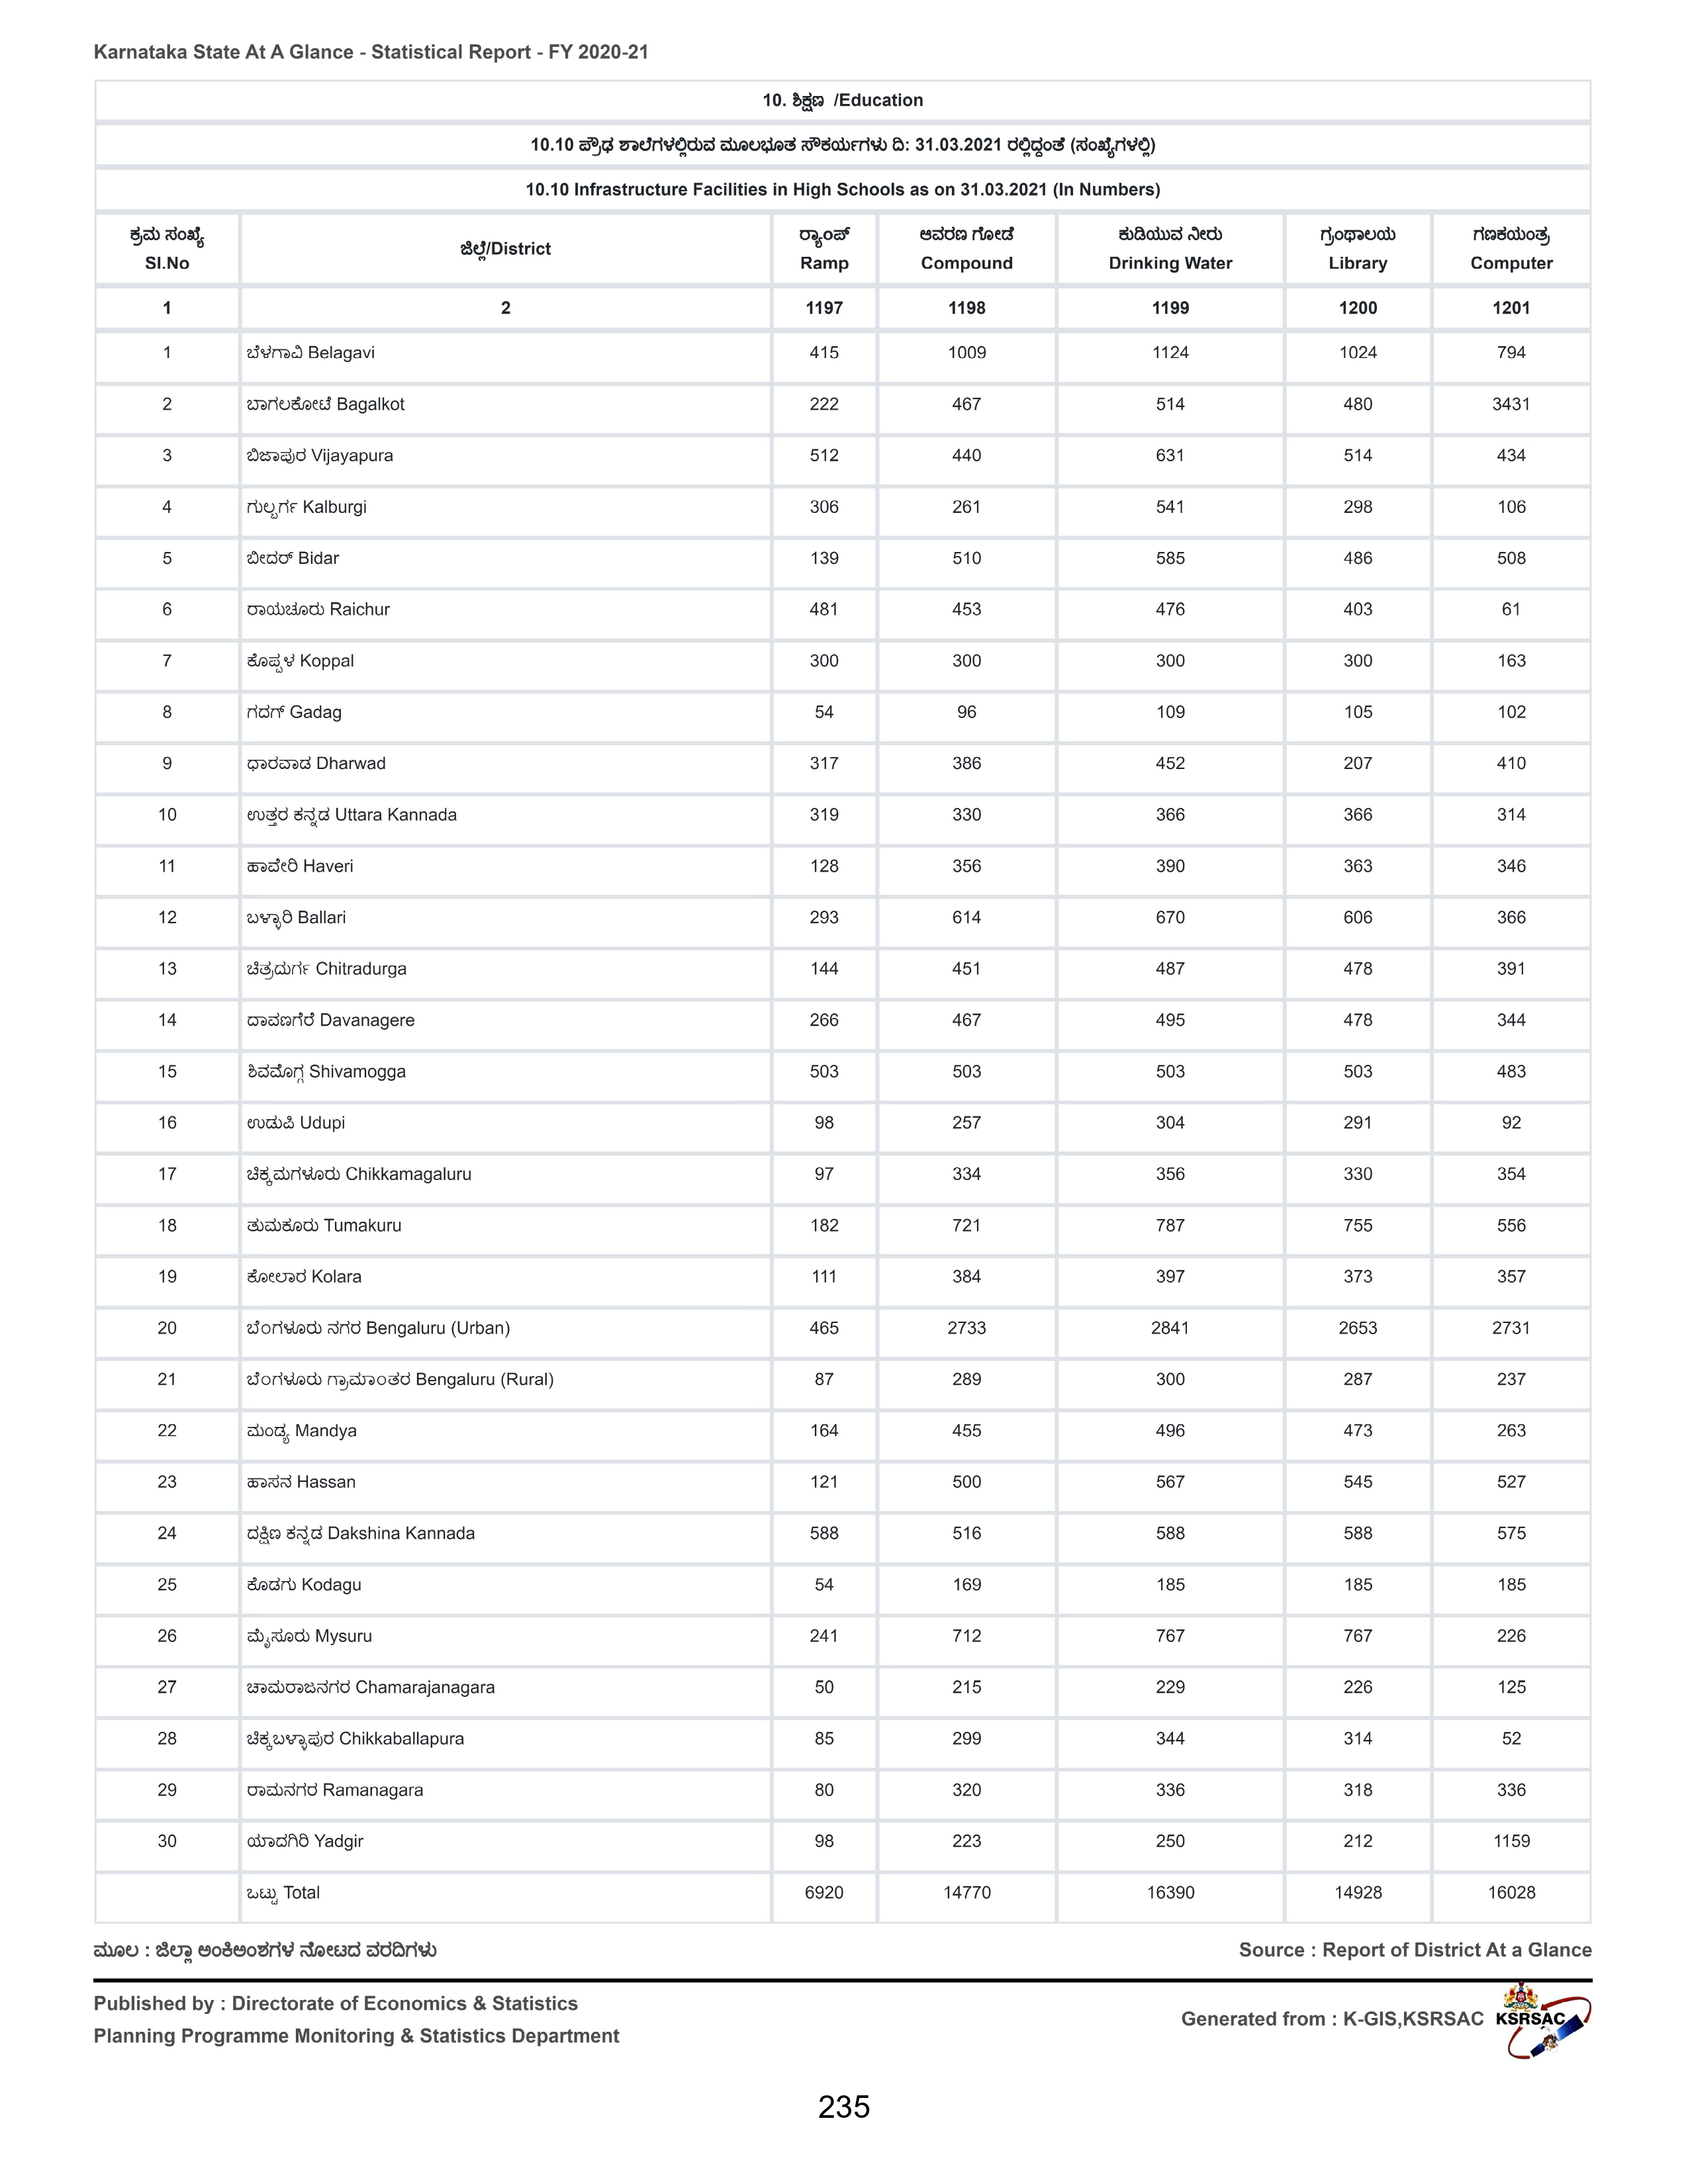 Karnataka State At A Glance - Statistical Report - FY 2020-21
10. ಶಿಕ್ಷಣ /Education
10.10 ಪ್ರೌಢ ಶಾಲೆಗಳಲ್ಲಿರುವ ಮೂಲಭೂತ ಸೌಕರ್ಯಗಳು ದಿ: 31.03.2021 ರಲ್ಲಿದ್ದಂತೆ (ಸಂಖ್ಯೆಗಳಲ್ಲಿ)
10.10 Infrastructure Facilities in High Schools as on 31.03.2021 (In Numbers)
ಕ್ರಮ ಸಂಖ್ಯೆ Sl.No ಜಿಲ್ಲೆ/District ರ‍್ಯಾಂಪ್ Ramp ಆವರಣ ಗೋಡೆ Compound ಕುಡಿಯುವ ನೀರು Drinking Water ಗ್ರಂಥಾಲಯ Library ಗಣಕಯಂತ್ರ Computer
1 2 1197 1198 1199 1200 1201
1 ಬೆಳಗಾವಿ Belagavi 415 1009 1124 1024 794
2 ಬಾಗಲಕೋಟೆ Bagalkot 222 467 514 480 3431
3 ಬಿಜಾಪುರ Vijayapura 512 440 631 514 434
4 ಗುಲ್ಬರ್ಗ Kalburgi 306 261 541 298 106
5 ಬೀದರ್ Bidar 139 510 585 486 508
6 ರಾಯಚೂರು Raichur 481 453 476 403 61
7 ಕೊಪ್ಪಳ Koppal 300 300 300 300 163
8 ಗದಗ್ Gadag 54 96 109 105 102
9 ಧಾರವಾಡ Dharwad 317 386 452 207 410
10 ಉತ್ತರ ಕನ್ನಡ Uttara Kannada 319 330 366 366 314
11 ಹಾವೇರಿ Haveri 128 356 390 363 346
12 ಬಳ್ಳಾರಿ Ballari 293 614 670 606 366
13 ಚಿತ್ರದುರ್ಗ Chitradurga 144 451 487 478 391
14 ದಾವಣಗೆರೆ Davanagere 266 467 495 478 344
15 ಶಿವಮೊಗ್ಗ Shivamogga 503 503 503 503 483
16 ಉಡುಪಿ Udupi 98 257 304 291 92
17 ಚಿಕ್ಕಮಗಳೂರು Chikkamagaluru 97 334 356 330 354
18 ತುಮಕೂರು Tumakuru 182 721 787 755 556
19 ಕೋಲಾರ Kolara 111 384 397 373 357
20 ಬೆಂಗಳೂರು ನಗರ Bengaluru (Urban) 465 2733 2841 2653 2731
21 ಬೆಂಗಳೂರು ಗ್ರಾಮಾಂತರ Bengaluru (Rural) 87 289 300 287 237
22 ಮಂಡ್ಯ Mandya 164 455 496 473 263
23 ಹಾಸನ Hassan 121 500 567 545 527
24 ದಕ್ಷಿಣ ಕನ್ನಡ Dakshina Kannada 588 516 588 588 575
25 ಕೊಡಗು Kodagu 54 169 185 185 185
26 ಮೈಸೂರು Mysuru 241 712 767 767 226
27 ಚಾಮರಾಜನಗರ Chamarajanagara 50 215 229 226 125
28 ಚಿಕ್ಕಬಳ್ಳಾಪುರ Chikkaballapura 85 299 344 314 52
29 ರಾಮನಗರ Ramanagara 80 320 336 318 336
30 ಯಾದಗಿರಿ Yadgir 98 223 250 212 1159
ಒಟ್ಟು Total 6920 14770 16390 14928 16028
ಮೂಲ : ಜಿಲ್ಲಾ ಅಂಕಿಅಂಶಗಳ ನೋಟದ ವರದಿಗಳು Source : Report of District At a Glance
Published by : Directorate of Economics & Statistics
Planning Programme Monitoring & Statistics Department
Generated from : K-GIS,KSRSAC KSRSAC
235